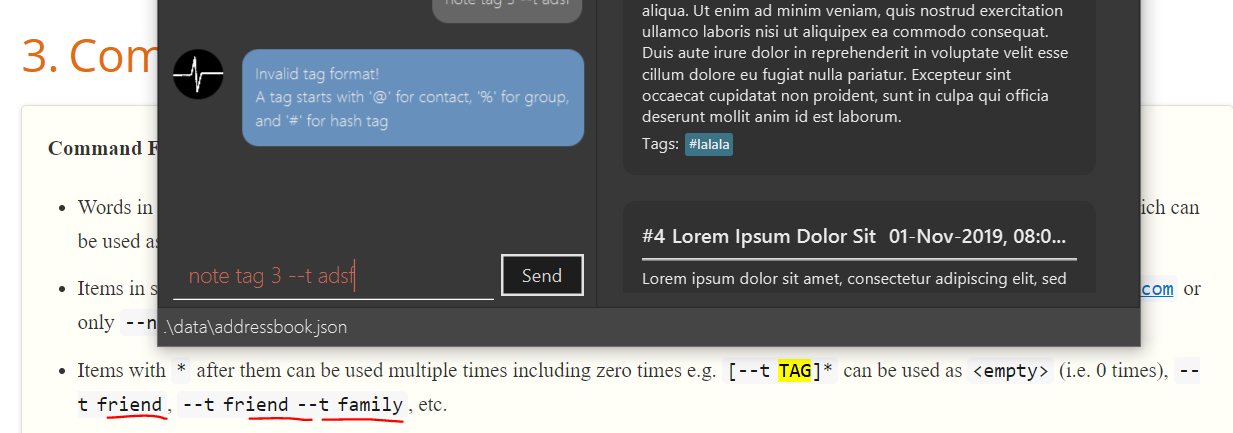 note tag 3 --t adsf
aliqua. Ut enim ad minim veniam, quis nostrud exercitation
ullamco laboris nisi ut aliquipex ea commodo consequat.
Duis aute irure dolor in reprehenderit in voluptate velit esse
cillum dolore eu fugiat nulla pariatur. Excepteur sint
occaecat cupidatat non proident, sunt in culpa qui officia
deserunt mollit anim id est laborum.
Tags: #lalala
3. Com
Invalid tag format!
A tag starts with '@' for contact, '%' for group,
and '#' for hash tag
Command F
Words in
ich can
be used as
#4 Lorem Ipsum Dolor Sit 01-Nov-2019, 08:0...
Lorem ipsum dolor sit amet, consectetur adipiscing elit, sed
note tag 3 --t adsf
Send
Items in s
com or
only --n
.\data\addressbook.json
Items with * after them can be used multiple times including zero times e.g. [--t TAG]* can be used as <empty> (i.e. 0 times), --
t friend, --t friend --t family, etc.